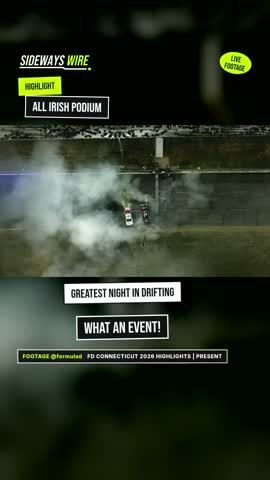 SIDEWAYS WIRE.
LIVE
FOOTAGE
HIGHLIGHT
ALL IRISH PODIUM
GREATEST NIGHT IN DRIFTING
WHAT AN EVENT!
FOOTAGE @formulad FD CONNECTICUT 2026 HIGHLIGHTS | PRESENT